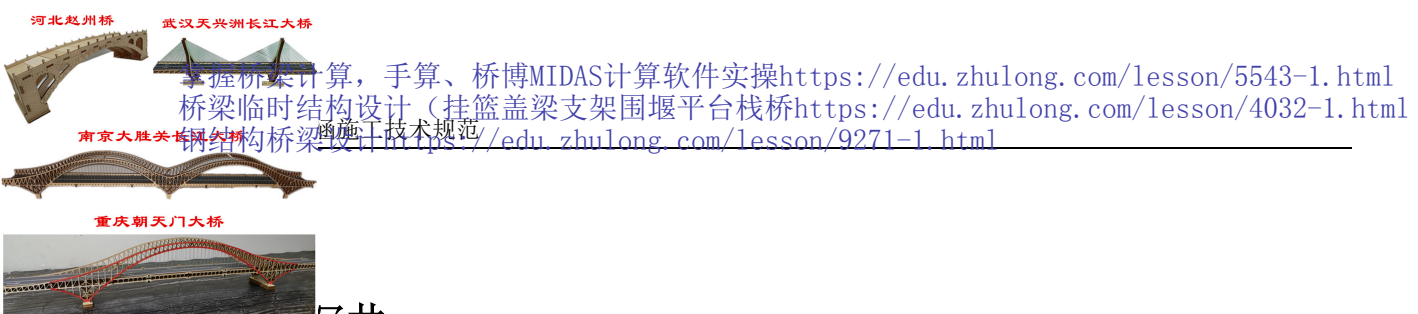 河北赵州桥
武汉天兴洲长江大桥
掌握桥梁计算，手算、桥博MIDAS计算软件实操https://edu.zhulong.com/lesson/5543-1.html
桥梁临时结构设计（挂篮盖梁支架围堰平台栈桥https://edu.zhulong.com/lesson/4032-1.html
涵施工技术规范
南京大胜关长江大桥
钢结构桥梁设计https://edu.zhulong.com/lesson/9271-1.html
重庆朝天门大桥